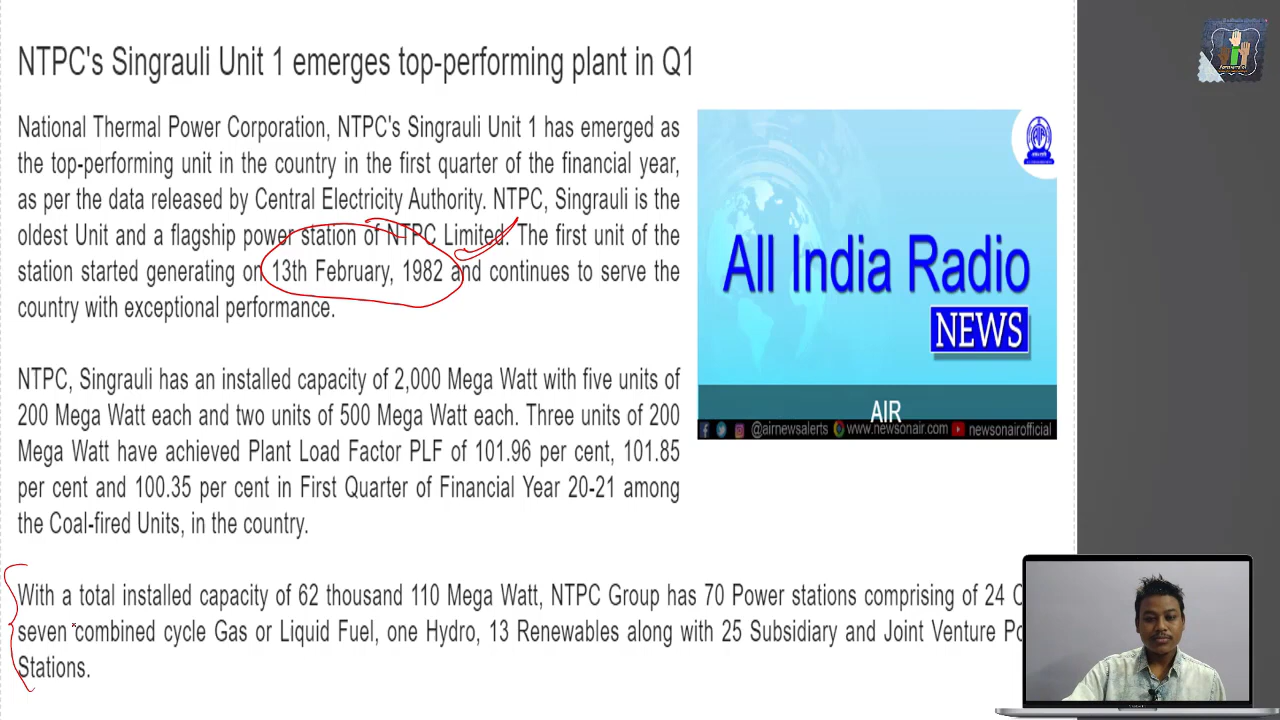 NTPC's Singrauli Unit 1 emerges top-performing plant in Q1
National Thermal Power Corporation, NTPC's Singrauli Unit 1 has emerged as
the top-performing unit in the country in the first quarter of the financial year,
as per the data released by Central Electricity Authority. NTPC, Singrauli is the
oldest Unit and a flagship power station of NTPC Limited. The first unit of the
station started generating on 13th February, 1982 and continues to serve the
country with exceptional performance.
NTPC, Singrauli has an installed capacity of 2,000 Mega Watt with five units of
200 Mega Watt each and two units of 500 Mega Watt each. Three units of 200
Mega Watt have achieved Plant Load Factor PLF of 101.96 per cent, 101.85
per cent and 100.35 per cent in First Quarter of Financial Year 20-21 among
the Coal-fired Units, in the country.
With a total installed capacity of 62 thousand 110 Mega Watt, NTPC Group has 70 Power stations comprising of 24
seven combined cycle Gas or Liquid Fuel, one Hydro, 13 Renewables along with 25 Subsidiary and Joint Venture
Stations.
All India Radio
NEWS
AIR
@airnewsalerts www.newsonair.com newsonairofficial